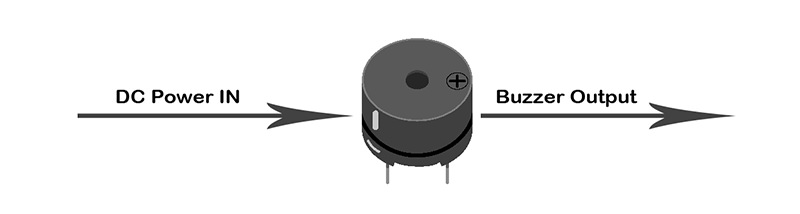 DC Power IN
Buzzer Output
+